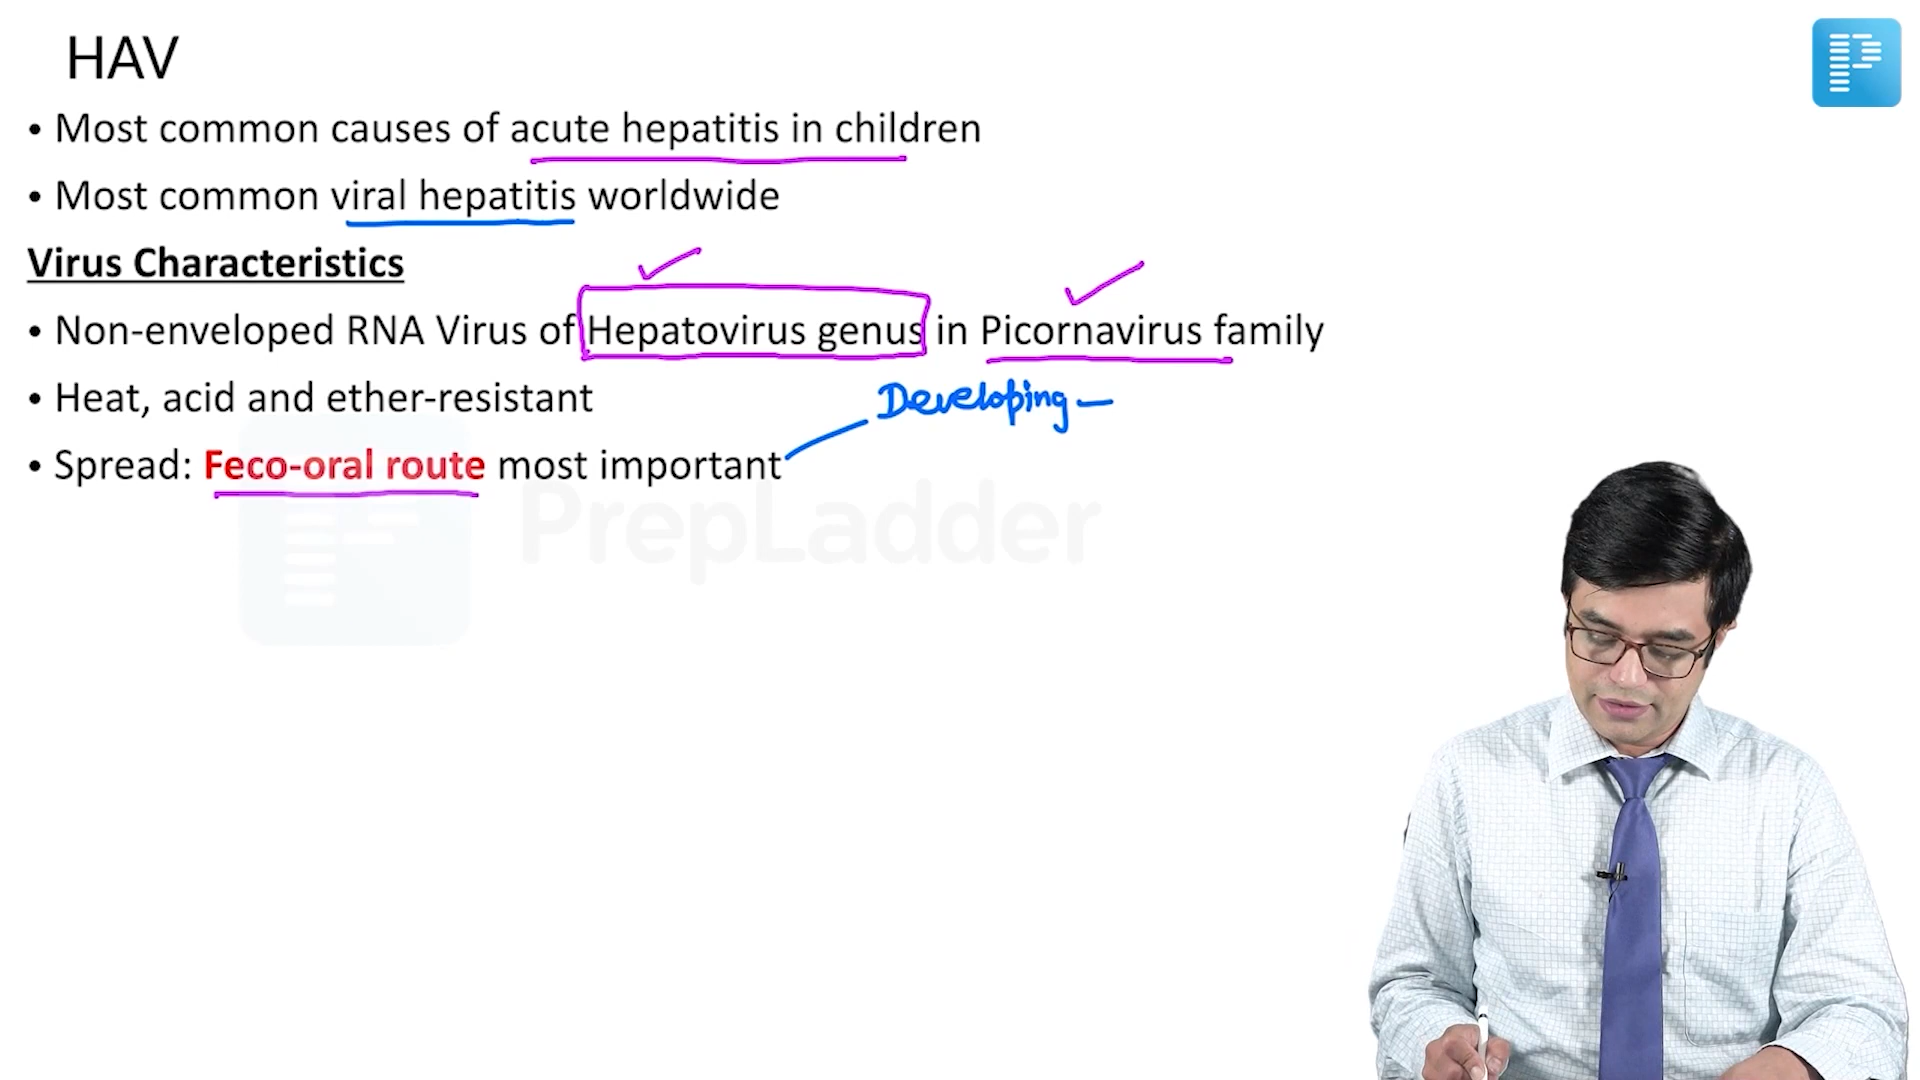 HAV
• Most common causes of acute hepatitis in children
• Most common viral hepatitis worldwide
Virus Characteristics
• Non-enveloped RNA Virus of Hepatovirus genus in Picornavirus family
• Heat, acid and ether-resistant
Developing –
• Spread: Feco-oral route most important
PrepLadder